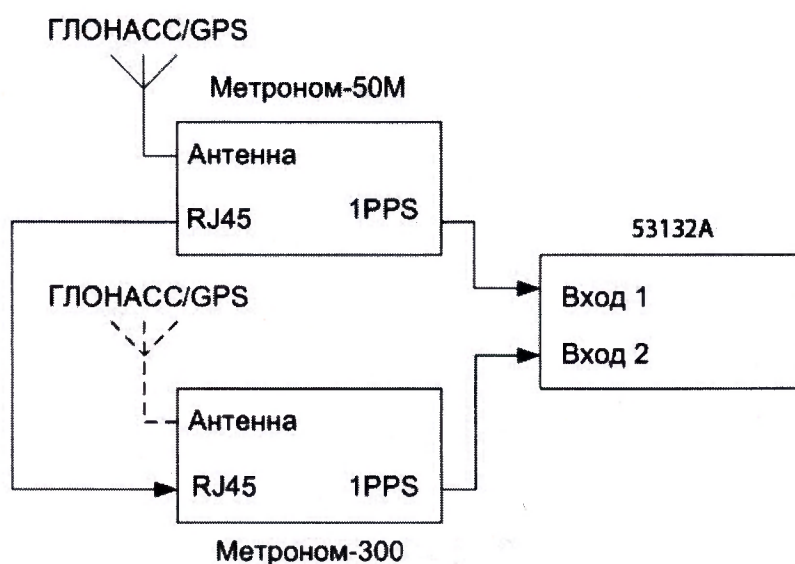 ГЛОНАСС/GPS
Метроном-50М
Антенна
RJ45
1PPS
53132A
Вход 1
Вход 2
ГЛОНАСС/GPS
Антенна
RJ45
1PPS
Метроном-300